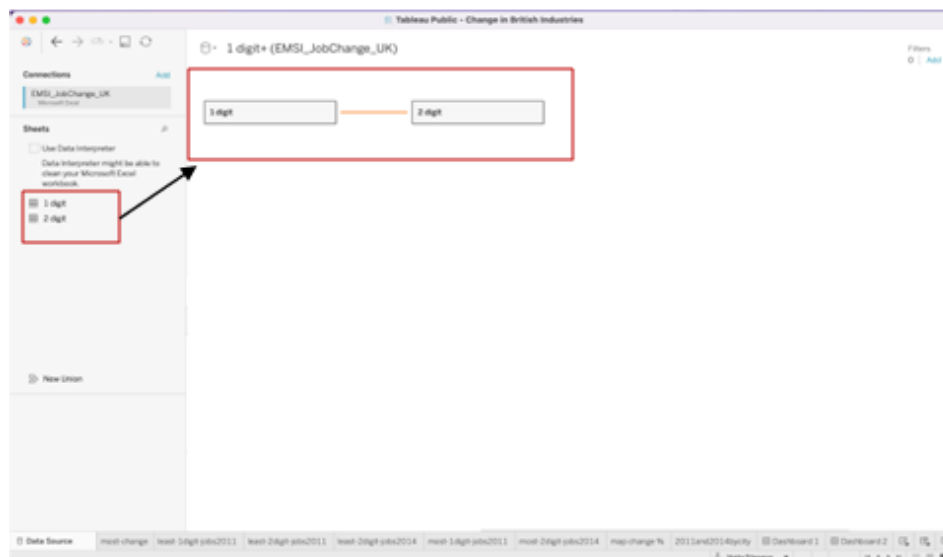 Tableau Public - Change in British Industries
1 digit+ (EMSI_JobChange_UK)
Filters
0 | Add
Connections
Add
EMSI_JobChange_UK
Microsoft Excel
1 digit
2 digit
Sheets
Use Data Interpreter
Data Interpreter might be able to
clean your Microsoft Excel
workbook.
1 digit
2 digit
New Union
Data Source
most-change
least-1digit-jobs2011
least-2digit-jobs2011
least-2digit-jobs2014
most-1digit-jobs2011
most-2digit-jobs2014
map-change %
2011and2014bycity
Dashboard 1
Dashboard 2